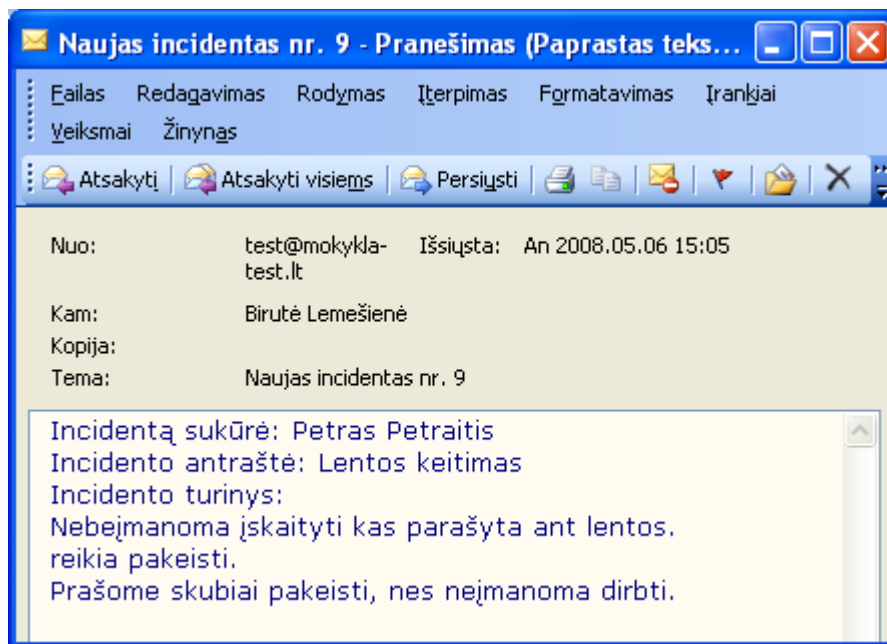 Naujas incidentas nr. 9 - Pranešimas (Paprastas teks...
Failas Redagavimas Rodymas Įterpimas Formatavimas Įrankiai
Veiksmai Žinynas
Atsakyti Atsakyti visiems Persiųsti
Nuo: test@mokykla-test.lt Išsiųsta: An 2008.05.06 15:05
Kam: Birutė Lemešienė
Kopija:
Tema: Naujas incidentas nr. 9
Incidentą sukūrė: Petras Petraitis
Incidento antraštė: Lentos keitimas
Incidento turinys:
Nebeįmanoma įskaityti kas parašyta ant lentos.
reikia pakeisti.
Prašome skubiai pakeisti, nes neįmanoma dirbti.